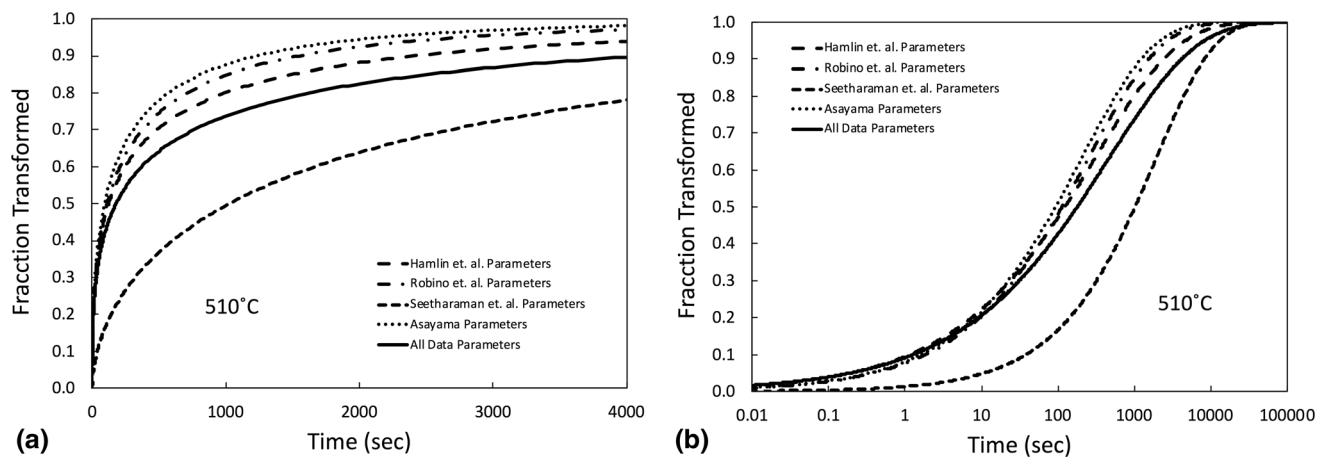 1.0
0.9
0.8
0.7
0.6
0.5
0.4
0.3
0.2
0.1
0.0
Fracction Transformed
Hamlin et. al. Parameters
Robino et. al. Parameters
Seetharaman et. al. Parameters
Asayama Parameters
All Data Parameters
510˚C
0 1000 2000 3000 4000
Time (sec)
(a)
1.0
0.9
0.8
0.7
0.6
0.5
0.4
0.3
0.2
0.1
0.0
Fraction Transformed
Hamlin et. al. Parameters
Robino et. al. Parameters
Seetharaman et. al. Parameters
Asayama Parameters
All Data Parameters
510˚C
0.01 0.1 1 10 100 1000 10000 100000
Time (sec)
(b)